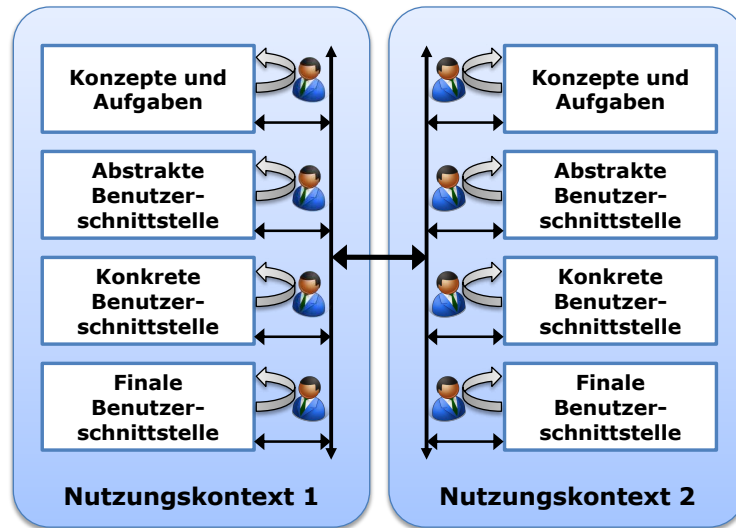 Konzepte und
Aufgaben
Abstrakte
Benutzer-
schnittstelle
Konkrete
Benutzer-
schnittstelle
Finale
Benutzer-
schnittstelle
Nutzungskontext 1
Konzepte und
Aufgaben
Abstrakte
Benutzer-
schnittstelle
Konkrete
Benutzer-
schnittstelle
Finale
Benutzer-
schnittstelle
Nutzungskontext 2